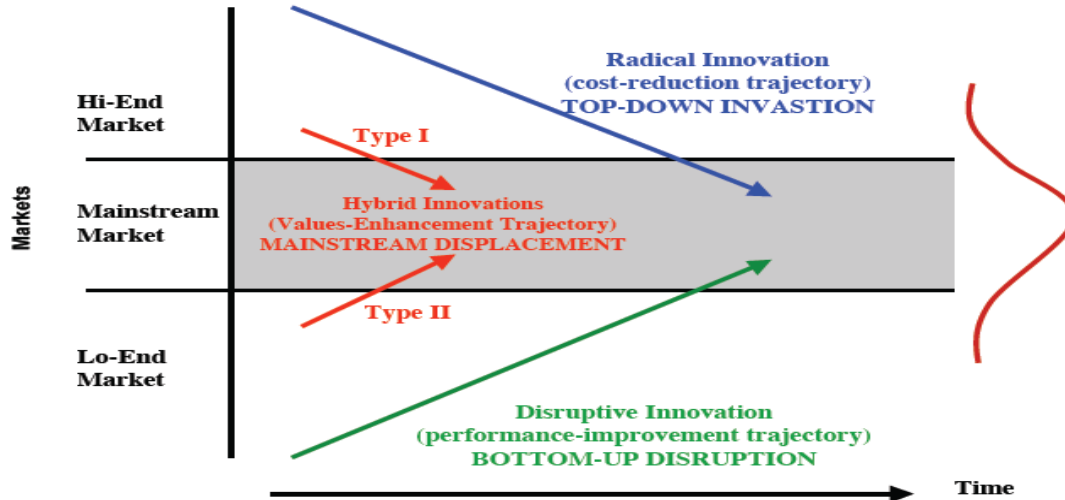 Radical Innovation
(cost-reduction trajectory)
TOP-DOWN INVASTION
Hi-End
Market
Type I
Markets
Mainstream
Market
Hybrid Innovations
(Values-Enhancement Trajectory)
MAINSTREAM DISPLACEMENT
Type II
Lo-End
Market
Disruptive Innovation
(performance-improvement trajectory)
BOTTOM-UP DISRUPTION
Time